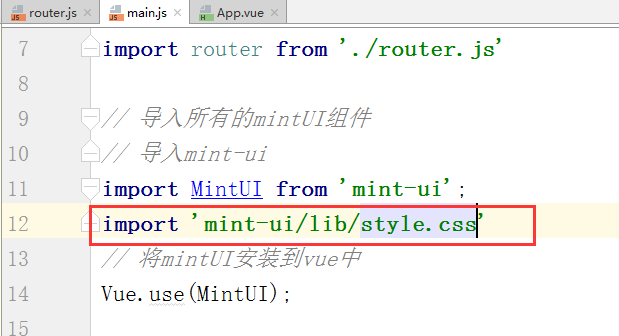 router.js × main.js × App.vue ×
7 import router from './router.js'
8
9 // 导入所有的mintUI组件
10 // 导入mint-ui
11 import MintUI from 'mint-ui';
12 import 'mint-ui/lib/style.css'
13 // 将mintUI安装到vue中
14 Vue.use(MintUI);